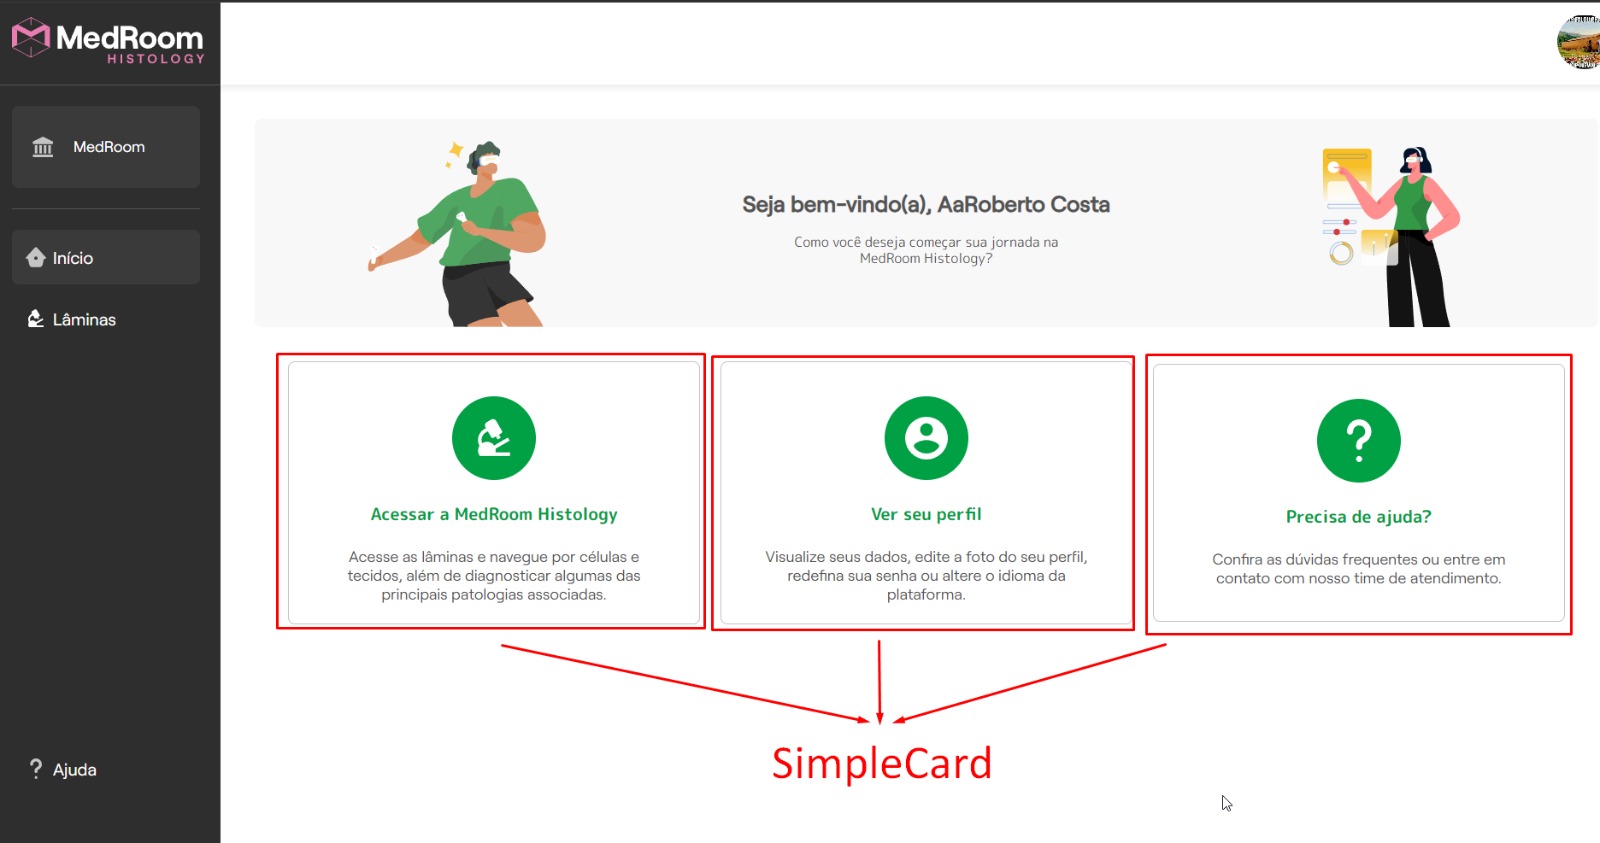 MedRoom
HISTOLOGY
MedRoom
Início
Lâminas
Ajuda
Seja bem-vindo(a), AaRoberto Costa
Como você deseja começar sua jornada na
MedRoom Histology?
Acessar a MedRoom Histology
Acesse as lâminas e navegue por células e
tecidos, além de diagnosticar algumas das
principais patologias associadas.
Ver seu perfil
Visualize seus dados, edite a foto do seu perfil,
redefina sua senha ou altere o idioma da
plataforma.
Precisa de ajuda?
Confira as dúvidas frequentes ou entre em
contato com nosso time de atendimento.
SimpleCard